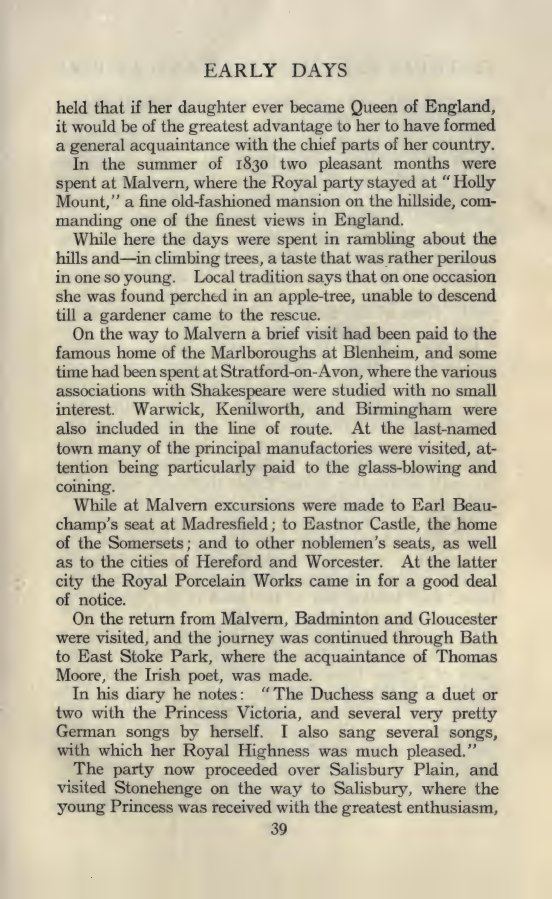 EARLY DAYS
held that if her daughter ever became Queen of England,
it would be of the greatest advantage to her to have formed
a general acquaintance with the chief parts of her country.
In the summer of 1830 two pleasant months were
spent at Malvern, where the Royal party stayed at "Holly
Mount," a fine old-fashioned mansion on the hillside, com-
manding one of the finest views in England.
While here the days were spent in rambling about the
hills and—in climbing trees, a taste that was rather perilous
in one so young. Local tradition says that on one occasion
she was found perched in an apple-tree, unable to descend
till a gardener came to the rescue.
On the way to Malvern a brief visit had been paid to the
famous home of the Marlboroughs at Blenheim, and some
time had been spent at Stratford-on-Avon, where the various
associations with Shakespeare were studied with no small
interest. Warwick, Kenilworth, and Birmingham were
also included in the line of route. At the last-named
town many of the principal manufactories were visited, at-
tention being particularly paid to the glass-blowing and
coining.
While at Malvern excursions were made to Earl Beau-
champ's seat at Madresfield; to Eastnor Castle, the home
of the Somersets; and to other noblemen's seats, as well
as to the cities of Hereford and Worcester. At the latter
city the Royal Porcelain Works came in for a good deal
of notice.
On the return from Malvern, Badminton and Gloucester
were visited, and the journey was continued through Bath
to East Stoke Park, where the acquaintance of Thomas
Moore, the Irish poet, was made.
In his diary he notes: "The Duchess sang a duet or
two with the Princess Victoria, and several very pretty
German songs by herself. I also sang several songs,
with which her Royal Highness was much pleased."
The party now proceeded over Salisbury Plain, and
visited Stonehenge on the way to Salisbury, where the
young Princess was received with the greatest enthusiasm,
39